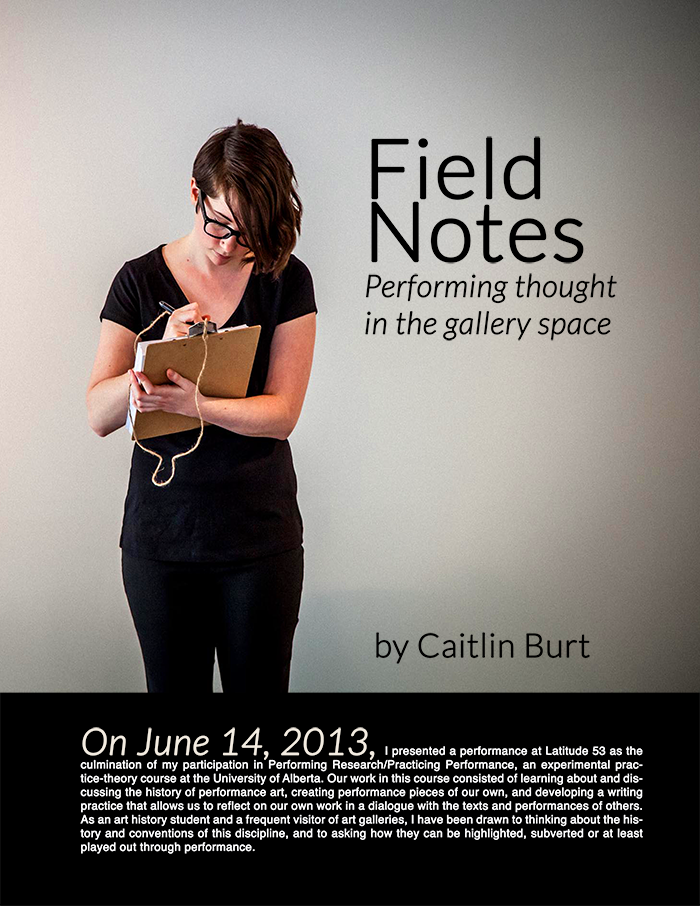 Field
Notes
Performing thought
in the gallery space
by Caitlin Burt
On June 14, 2013, I presented a performance at Latitude 53 as the
culmination of my participation in Performing Research/Practicing Performance, an experimental prac-
tice-theory course at the University of Alberta. Our work in this course consisted of learning about and dis-
cussing the history of performance art, creating performance pieces of our own, and developing a writing
practice that allows us to reflect on our own work in a dialogue with the texts and performances of others.
As an art history student and a frequent visitor of art galleries, I have been drawn to thinking about the his-
tory and conventions of this discipline, and to asking how they can be highlighted, subverted or at least
played out through performance.